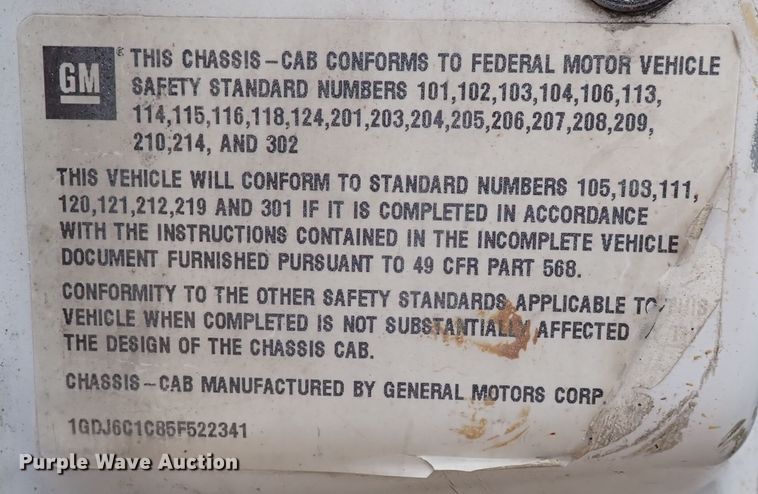 GM
® THIS CHASSIS-CAB CONFORMS TO FEDERAL MOTOR VEHICLE
SAFETY STANDARD NUMBERS 101,102,103,104,106,113,
114,115,116,118,124,201,203,204,205,206,207,208,209,
210,214, AND 302
THIS VEHICLE WILL CONFORM TO STANDARD NUMBERS 105,108,111,
120,121,212,219 AND 301 IF IT IS COMPLETED IN ACCORDANCE
WITH THE INSTRUCTIONS CONTAINED IN THE INCOMPLETE VEHICLE
DOCUMENT FURNISHED PURSUANT TO 49 CFR PART 568.
CONFORMITY TO THE OTHER SAFETY STANDARDS APPLICABLE TO THIS
VEHICLE WHEN COMPLETED IS NOT SUBSTANTIALLY AFFECTED
THE DESIGN OF THE CHASSIS CAB.
CHASSIS-CAB MANUFACTURED BY GENERAL MOTORS CORP.
1GDJ6C1C85F522341
Purple Wave Auction